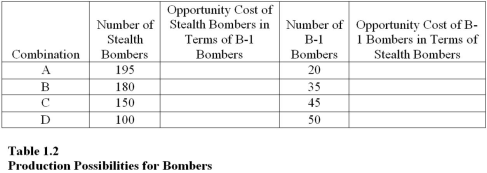 Combination | Number of Stealth Bombers | Opportunity Cost of Stealth Bombers in Terms of B-1 Bombers | Number of B-1 Bombers | Opportunity Cost of B-1 Bombers in Terms of Stealth Bombers
A | 195 | | 20 |
B | 180 | | 35 |
C | 150 | | 45 |
D | 100 | | 50 |
Table 1.2
Production Possibilities for Bombers